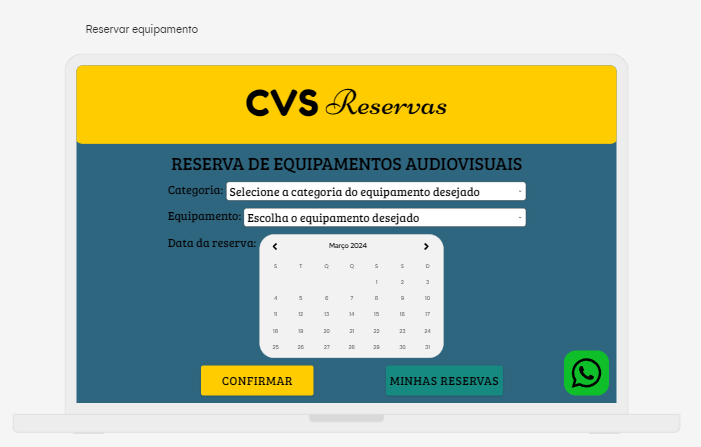 Reservar equipamento
CVS Reservas
RESERVA DE EQUIPAMENTOS AUDIOVISUAIS
Categoria: Selecione a categoria do equipamento desejado
Equipamento: Escolha o equipamento desejado
Data da reserva:
Março 2024
S T Q Q S S D
1 2 3
4 5 6 7 8 9 10
11 12 13 14 15 16 17
18 19 20 21 22 23 24
25 26 27 28 29 30 31
CONFIRMAR MINHAS RESERVAS